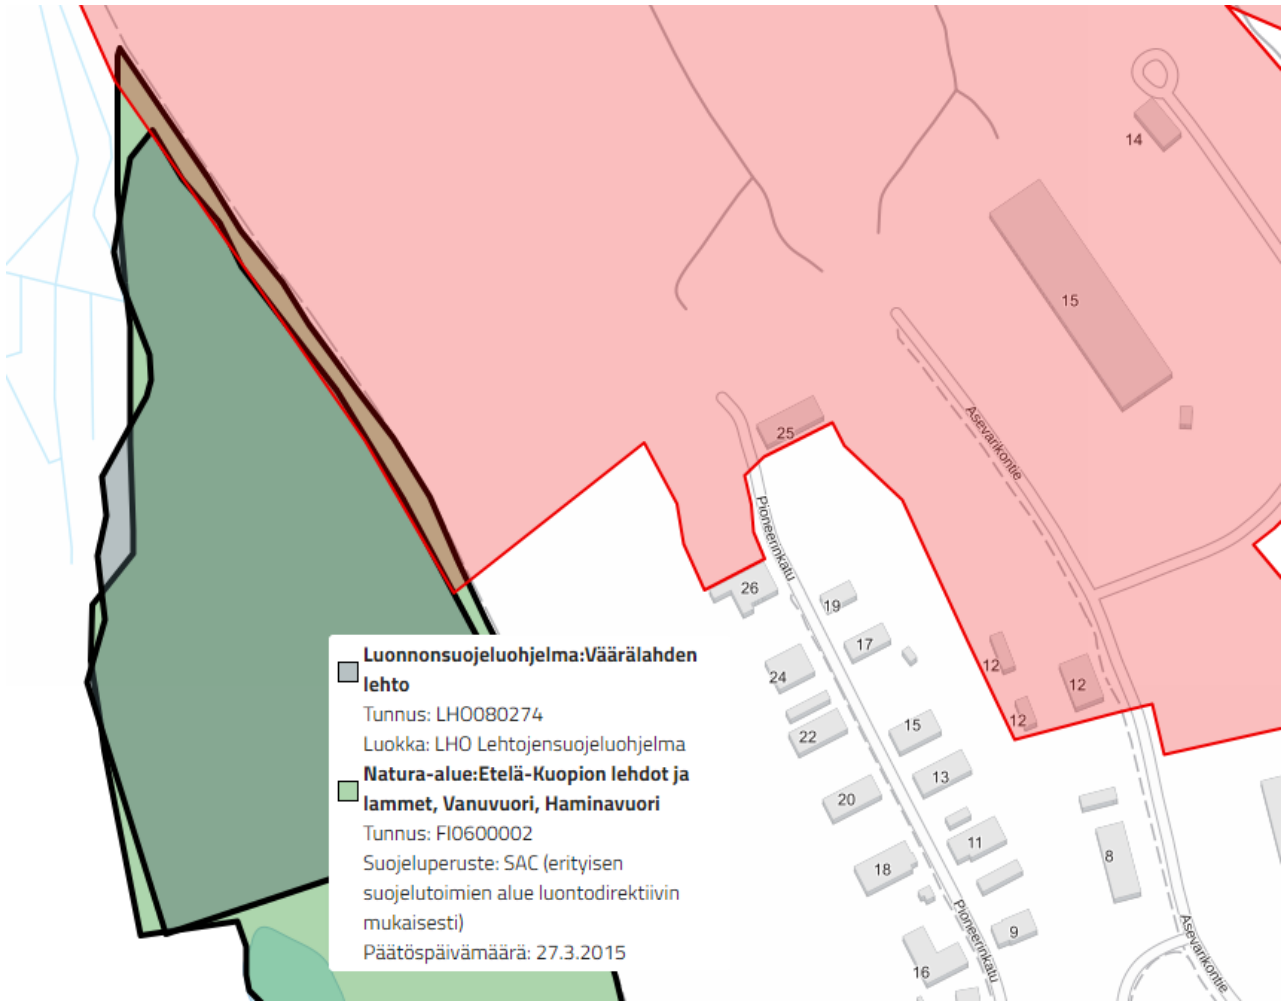 14
15
25
Asevarikontie
Pioneerinkatu
26
19
17
12
12
24
12
22
15
13
20
11
8
18
9
16
Pioneerinkatu
Asevarikontie
Luonnonsuojeluohjelma:Väärälahden
lehto
Tunnus: LHO080274
Luokka: LHO Lehtojensuojeluohjelma
Natura-alue:Etelä-Kuopion lehdot ja
lammet, Vanuvuori, Haminavuori
Tunnus: FI0600002
Suojeluperuste: SAC (erityisen
suojelutoimien alue luontodirektiivin
mukaisesti)
Päätöspäivämäärä: 27.3.2015